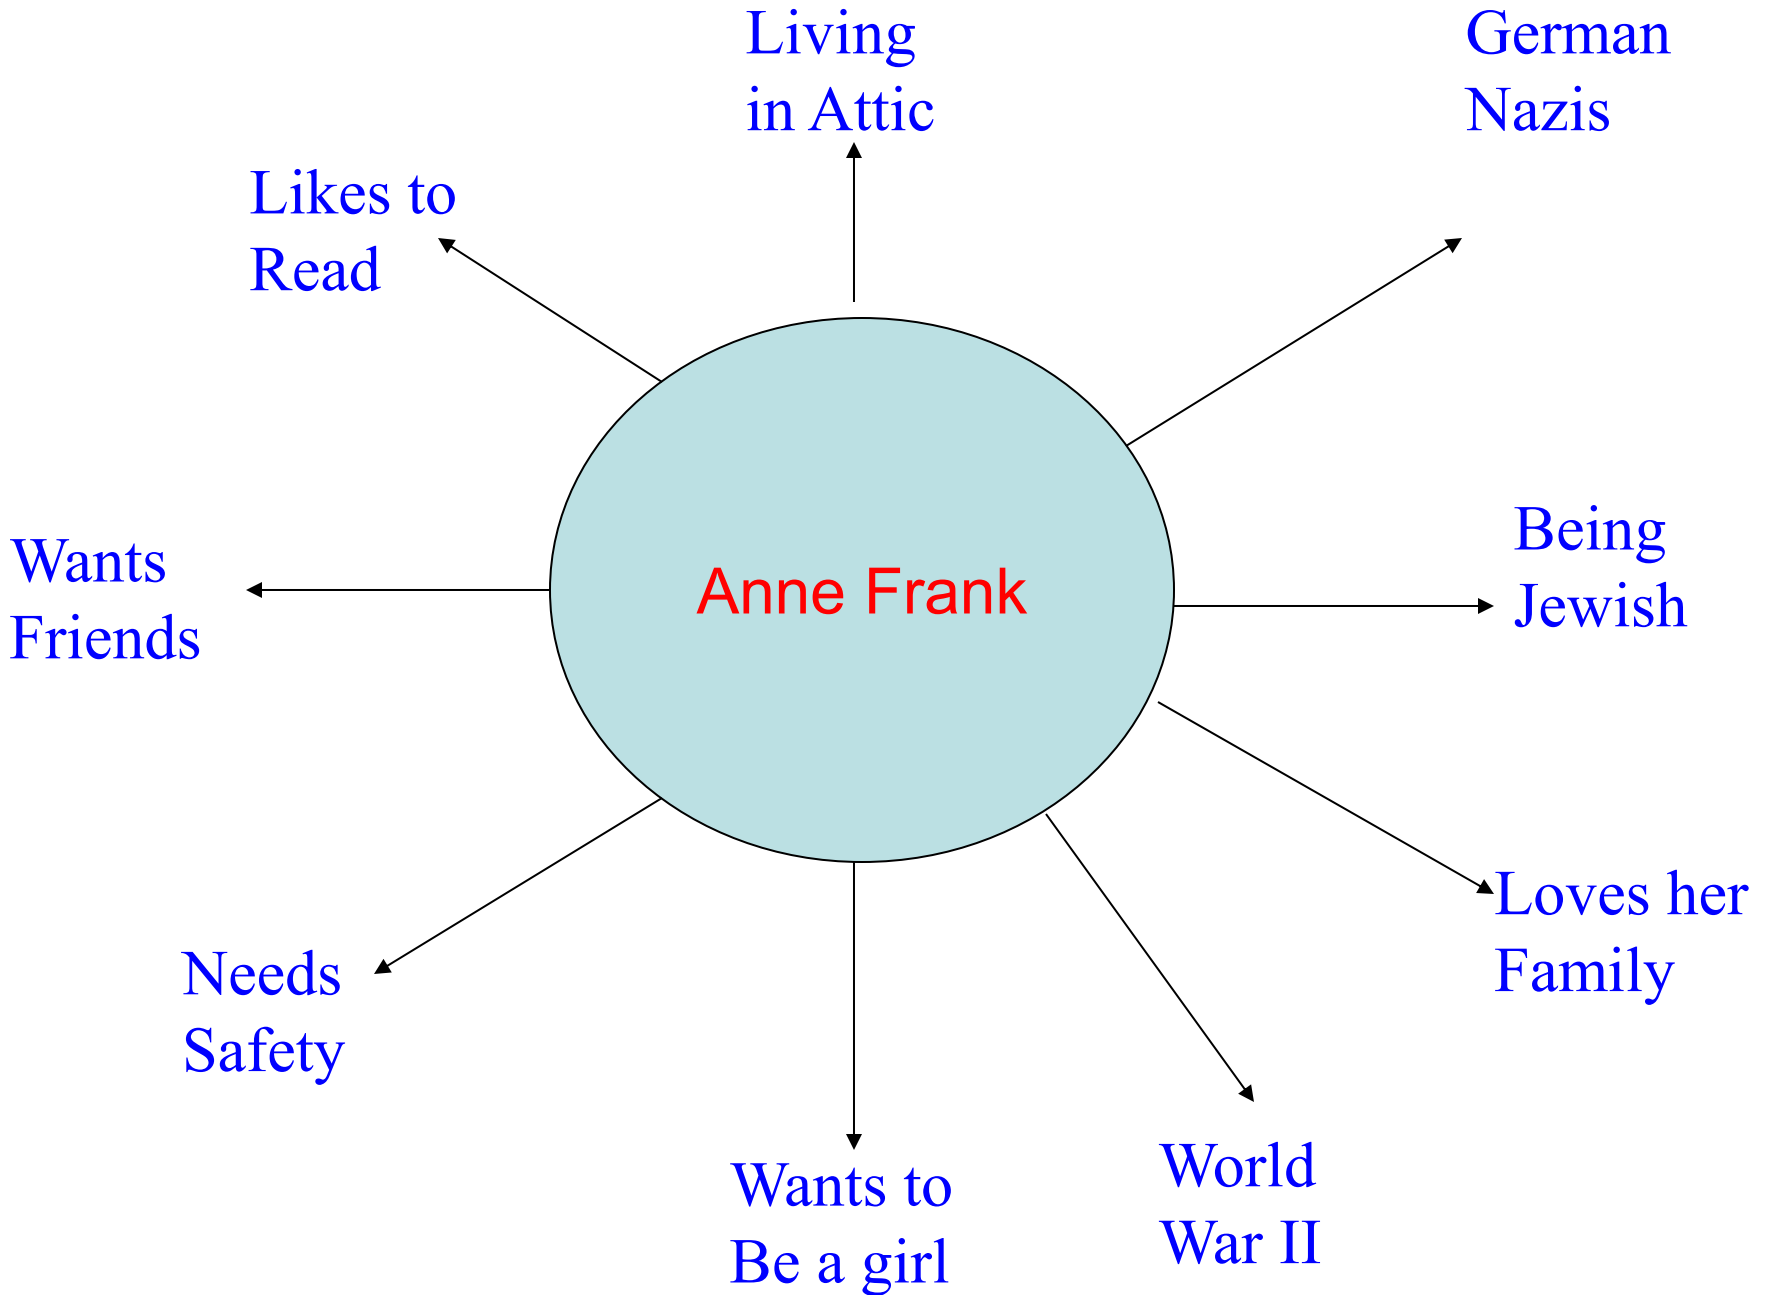 Living
in Attic
German
Nazis
Likes to
Read
Wants
Friends
Anne Frank
Being
Jewish
Needs
Safety
Loves her
Family
Wants to
Be a girl
World
War II